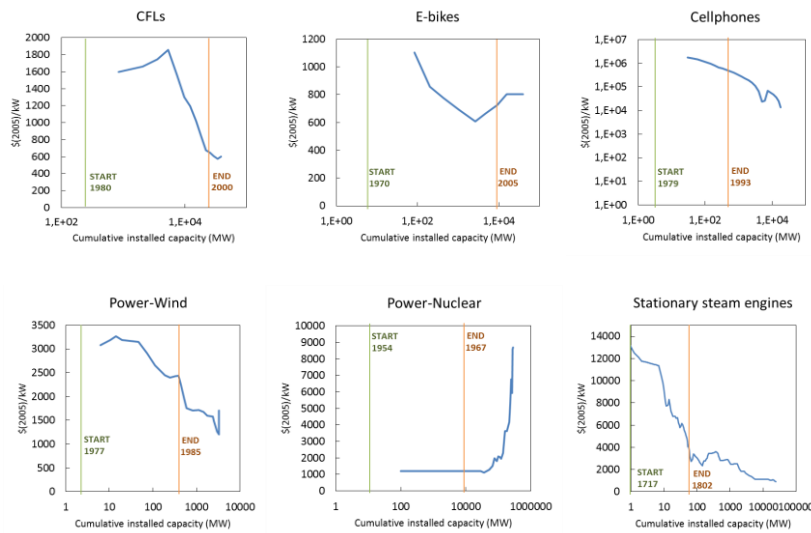 CFLs
2000
1800
1600
1400
1200
1000
800
600
400
200
0
$(2005)/kW
START
1980
END
2000
1,E+02
1,E+04
Cumulative installed capacity (MW)
E-bikes
1200
1000
800
600
400
200
0
$(2005)/kW
START
1970
END
2005
1,E+00
1,E+02
1,E+04
Cumulative installed capacity (MW)
Cellphones
1,E+07
1,E+06
1,E+05
1,E+04
1,E+03
1,E+02
1,E+01
1,E+00
$(2005)/kW
START
1979
END
1993
1,E+00
1,E+02
1,E+04
Cumulative installed capacity (MW)
Power-Wind
3500
3000
2500
2000
1500
1000
500
0
$(2005)/kW
START
1977
END
1985
1
10
100
1000
10000
Cumulative installed capacity (MW)
Power-Nuclear
10000
9000
8000
7000
6000
5000
4000
3000
2000
1000
0
$(2005)/kW
START
1954
END
1967
1
100
10000
1000000
Cumulative installed capacity (MW)
Stationary steam engines
14000
12000
10000
8000
6000
4000
2000
0
$(2005)/kW
START
1717
END
1802
1
10
100
1000
10000
100000
Cumulative installed capacity (MW)